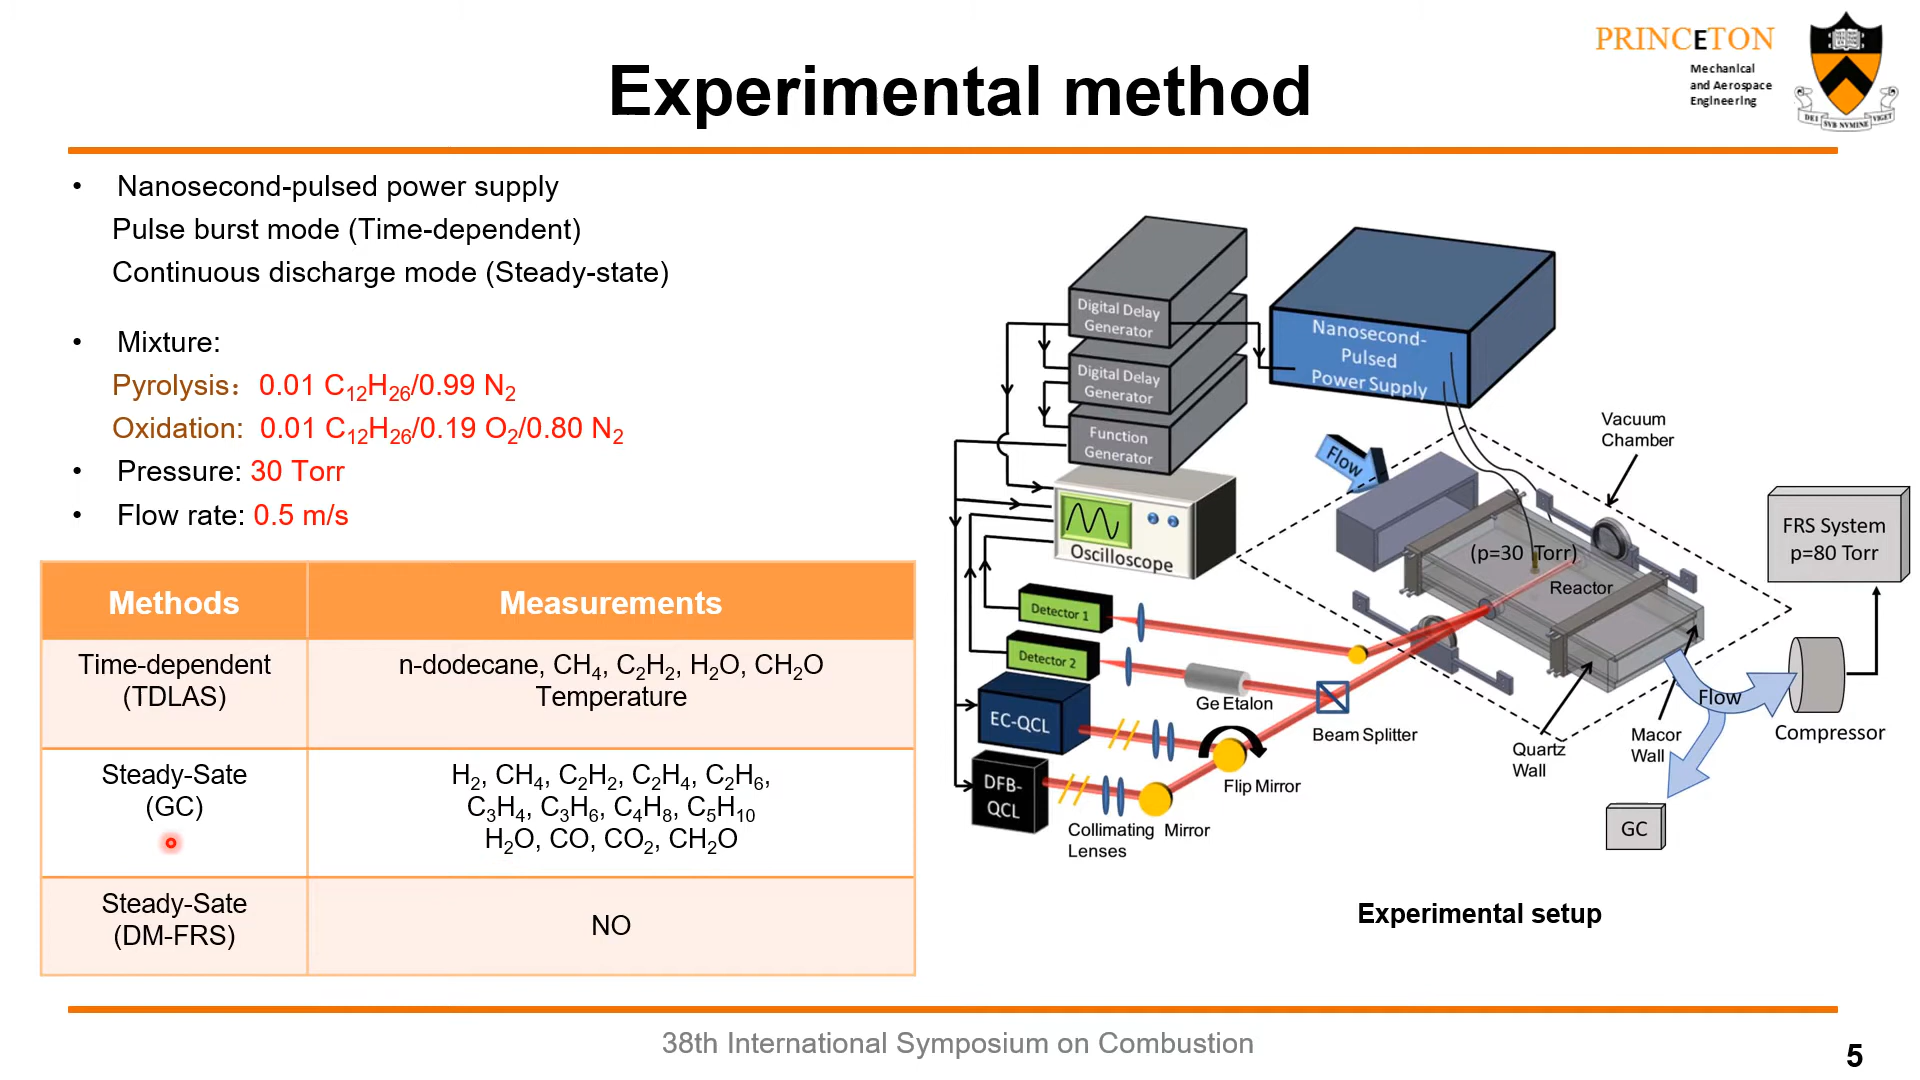 PRINCETON
Mechanical
and Aerospace
Engineering
DEI SVB NVMINE VIGET
Experimental method
• Nanosecond-pulsed power supply
Pulse burst mode (Time-dependent)
Continuous discharge mode (Steady-state)
• Mixture:
Pyrolysis： 0.01 C₁₂H₂₆/0.99 N₂
Oxidation: 0.01 C₁₂H₂₆/0.19 O₂/0.80 N₂
• Pressure: 30 Torr
• Flow rate: 0.5 m/s
Methods
Measurements
Time-dependent
(TDLAS)
n-dodecane, CH₄, C₂H₂, H₂O, CH₂O
Temperature
Steady-Sate
(GC)
H₂, CH₄, C₂H₂, C₂H₄, C₂H₆,
C₃H₄, C₃H₆, C₄H₈, C₅H₁₀
H₂O, CO, CO₂, CH₂O
Steady-Sate
(DM-FRS)
NO
Digital Delay
Generator
Digital Delay
Generator
Function
Generator
Oscilloscope
Nanosecond-
Pulsed
Power Supply
Flow
Vacuum
Chamber
(p=30 Torr)
Reactor
FRS System
p=80 Torr
Detector 1
Detector 2
EC-QCL
DFB-
QCL
Ge Etalon
Beam Splitter
Flip Mirror
Collimating
Lenses
Mirror
Quartz
Wall
Macor
Wall
Flow
Compressor
GC
Experimental setup
38th International Symposium on Combustion
5